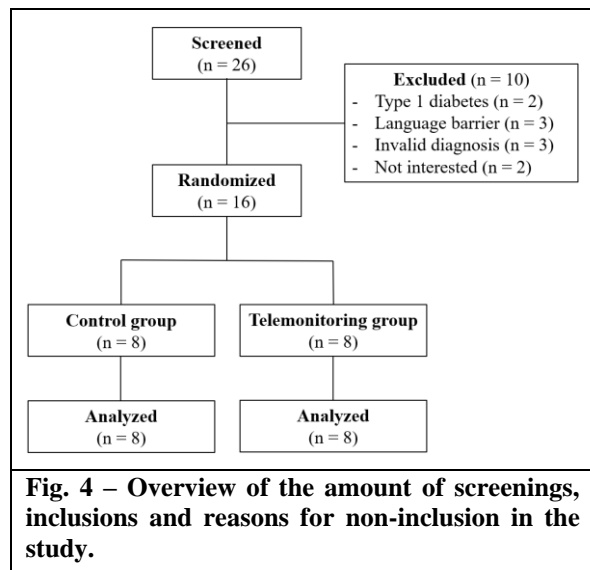 Screened
(n = 26)
Excluded (n = 10)
- Type 1 diabetes (n = 2)
- Language barrier (n = 3)
- Invalid diagnosis (n = 3)
- Not interested (n = 2)
Randomized
(n = 16)
Control group
(n = 8)
Telemonitoring group
(n = 8)
Analyzed
(n = 8)
Analyzed
(n = 8)
Fig. 4 – Overview of the amount of screenings,
inclusions and reasons for non-inclusion in the
study.